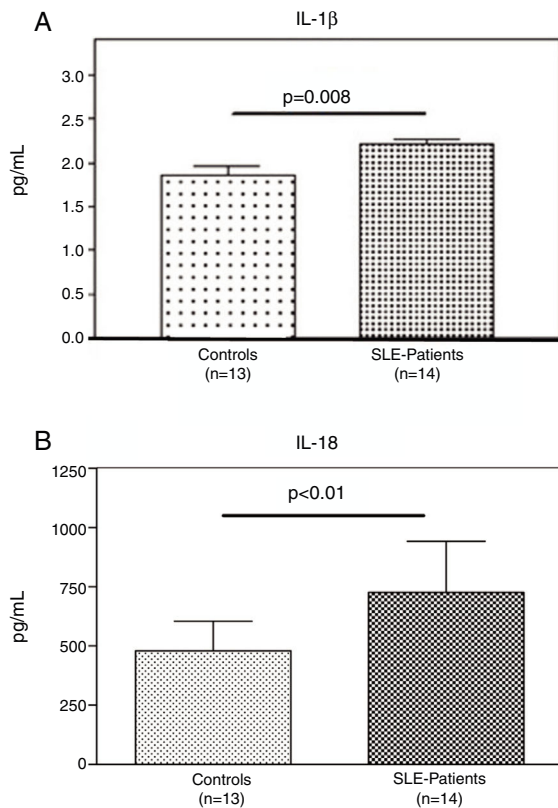 A
IL-1β
3.0
2.5
2.0
1.5
1.0
0.5
0.0
pg/mL
p=0.008
Controls
(n=13)
SLE-Patients
(n=14)
B
IL-18
1250
1000
750
500
250
0
pg/mL
p<0.01
Controls
(n=13)
SLE-Patients
(n=14)